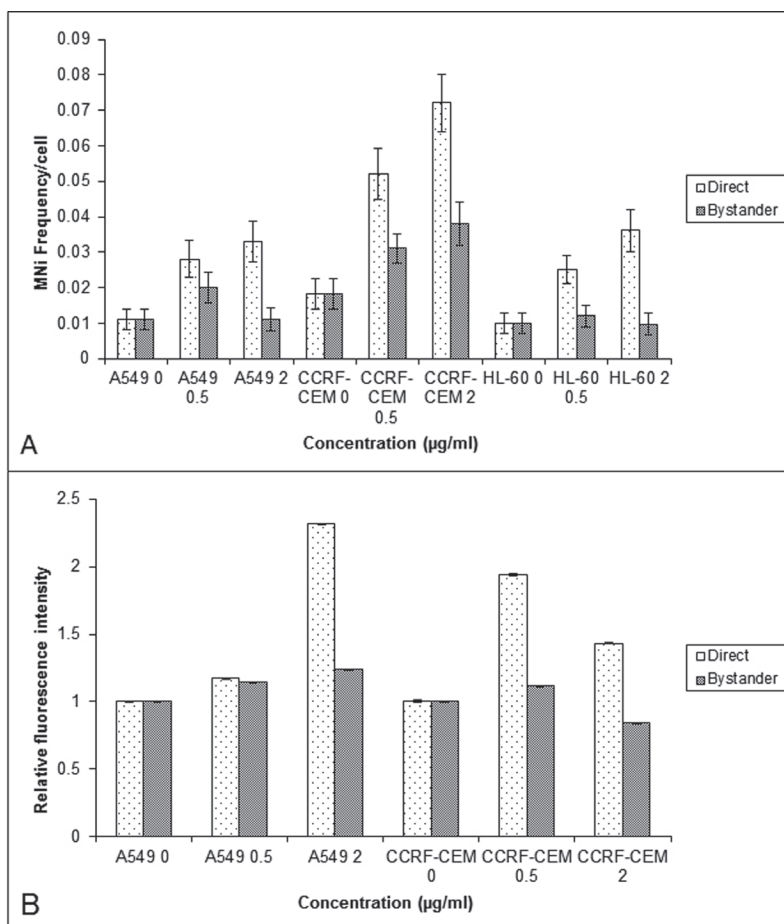 0.09
0.08
0.07
0.06
0.05
0.04
0.03
0.02
0.01
0
MNi Frequency/cell
A549 0
A549
0.5
A549 2
CCRF-
CEM 0
CCRF-
CEM
0.5
CCRF-
CEM 2
HL-60 0
HL-60
0.5
HL-60 2
Concentration (µg/ml)
Direct
Bystander
A
2.5
2
1.5
1
0.5
0
Relative fluorescence intensity
A549 0
A549 0.5
A549 2
CCRF-CEM
0
CCRF-CEM
0.5
CCRF-CEM
2
Concentration (µg/ml)
Direct
Bystander
B